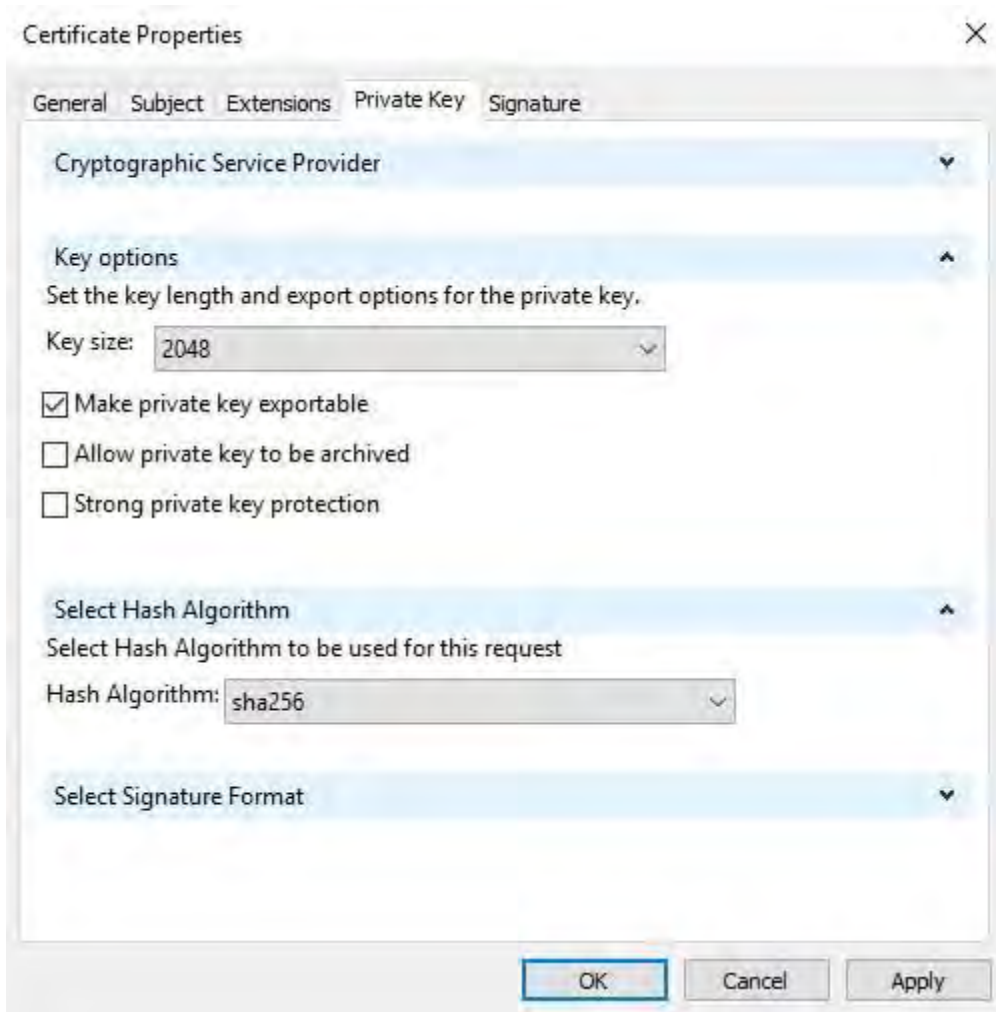 Certificate Properties
General Subject Extensions Private Key Signature
Cryptographic Service Provider
Key options
Set the key length and export options for the private key.
Key size: 2048
Make private key exportable
Allow private key to be archived
Strong private key protection
Select Hash Algorithm
Select Hash Algorithm to be used for this request
Hash Algorithm: sha256
Select Signature Format
OK Cancel Apply